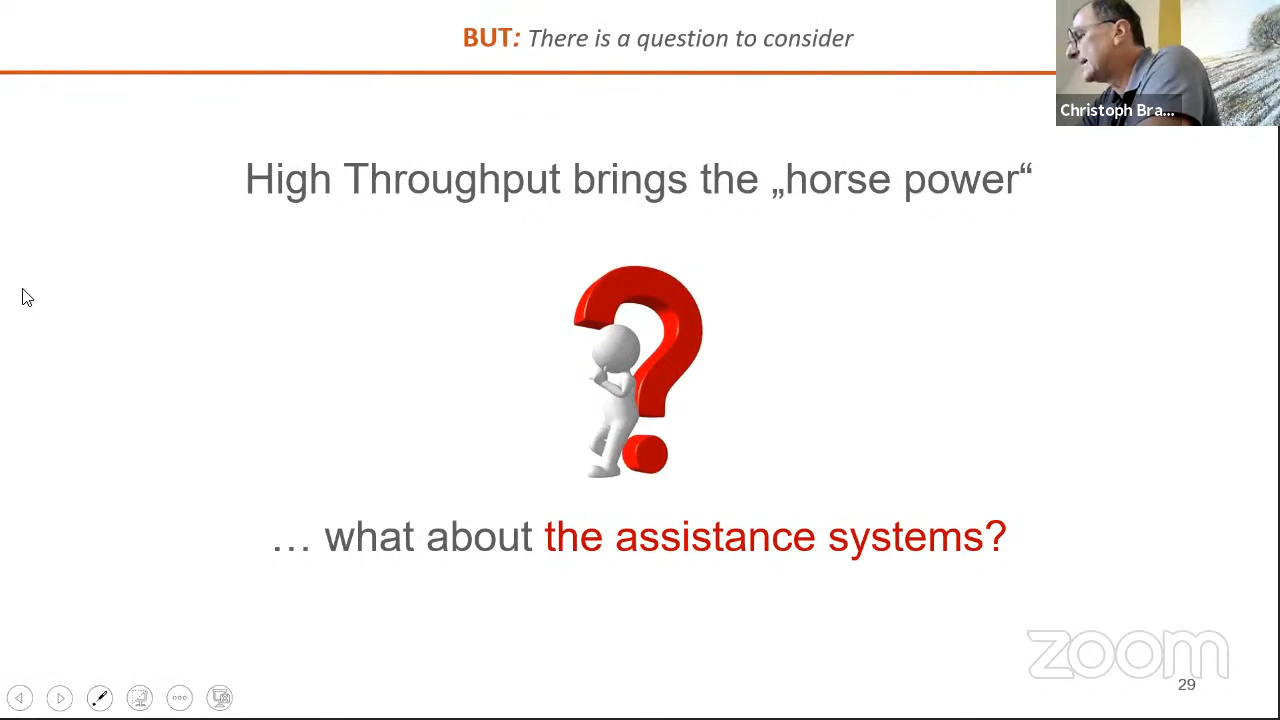 BUT: There is a question to consider
Christoph Bra...
High Throughput brings the „horse power“
… what about the assistance systems?
zoom
29